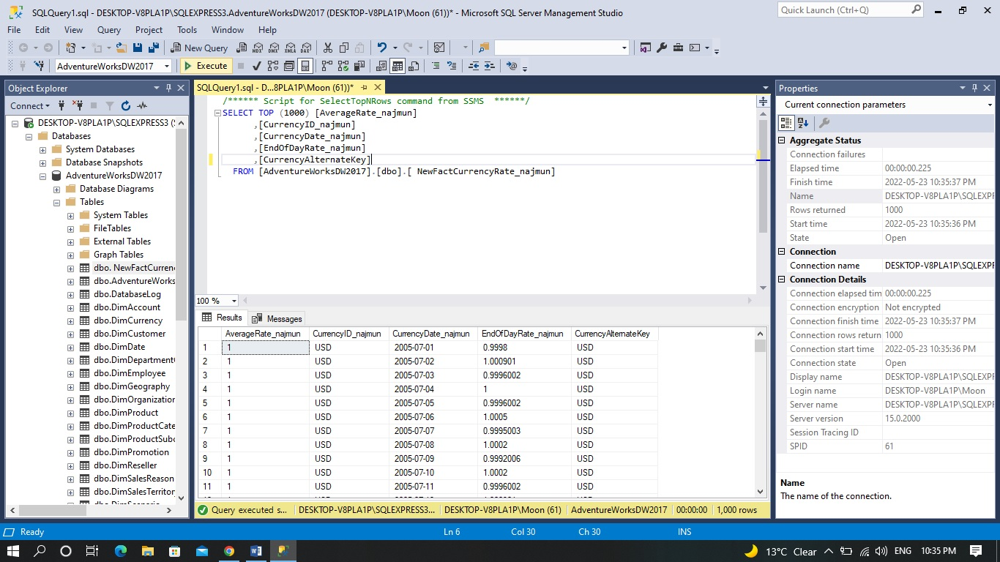 SQLQuery1.sql - DESKTOP-V8PLA1P\SQLEXPRESS3.AdventureWorksDW2017 (DESKTOP-V8PLA1P\Moon (61))* - Microsoft SQL Server Management Studio
Quick Launch (Ctrl+Q)
File Edit View Query Project Tools Window Help
New Query
MDX DMX XMLA DAX
AdventureWorksDW2017 Execute
Object Explorer
Connect
DESKTOP-V8PLA1P\SQLEXPRESS3 (S
Databases
System Databases
Database Snapshots
AdventureWorksDW2017
Database Diagrams
Tables
System Tables
FileTables
External Tables
Graph Tables
dbo. NewFactCurren
dbo.AdventureWorks
dbo.DatabaseLog
dbo.DimAccount
dbo.DimCurrency
dbo.DimCustomer
dbo.DimDate
dbo.DimDepartment
dbo.DimEmployee
dbo.DimGeography
dbo.DimOrganization
dbo.DimProduct
dbo.DimProductCate
dbo.DimProductSubc
dbo.DimPromotion
dbo.DimReseller
dbo.DimSalesReason
dbo.DimSalesTerritor
SQLQuery1.sql - D...8PLA1P\Moon (61))*
/****** Script for SelectTopNRows command from SSMS ******/
SELECT TOP (1000) [AverageRate_najmun]
,[CurrencyID_najmun]
,[CurrencyDate_najmun]
,[EndOfDayRate_najmun]
,[CurrencyAlternateKey]
FROM [AdventureWorksDW2017].[dbo].[ NewFactCurrencyRate_najmun]
100 %
Results Messages
AverageRate_najmun CurrencyID_najmun CurrencyDate_najmun EndOfDayRate_najmun CurrencyAlternateKey
1 1 USD 2005-07-01 0.9998 USD
2 1 USD 2005-07-02 1.000901 USD
3 1 USD 2005-07-03 0.9996002 USD
4 1 USD 2005-07-04 1 USD
5 1 USD 2005-07-05 0.9996002 USD
6 1 USD 2005-07-06 1.0005 USD
7 1 USD 2005-07-07 0.9995003 USD
8 1 USD 2005-07-08 1.0002 USD
9 1 USD 2005-07-09 0.9992006 USD
10 1 USD 2005-07-10 1.0002 USD
11 1 USD 2005-07-11 0.9996002 USD
Query executed s... DESKTOP-V8PLA1P\SQLEXPRESS3... DESKTOP-V8PLA1P\Moon (61) AdventureWorksDW2017 00:00:00 1,000 rows
Properties
Current connection parameters
Aggregate Status
Connection failures
Elapsed time 00:00:00.225
Finish time 2022-05-23 10:35:37 PM
Name DESKTOP-V8PLA1P\SQLEXPR
Rows returned 1000
Start time 2022-05-23 10:35:36 PM
State Open
Connection
Connection name DESKTOP-V8PLA1P\SQLEXPR
Connection Details
Connection elapsed tim 00:00:00.225
Connection encryption Not encrypted
Connection finish time 2022-05-23 10:35:37 PM
Connection rows return 1000
Connection start time 2022-05-23 10:35:36 PM
Connection state Open
Display name DESKTOP-V8PLA1P\SQLEXPR
Login name DESKTOP-V8PLA1P\Moon
Server name DESKTOP-V8PLA1P\SQLEXPR
Server version 15.0.2000
Session Tracing ID
SPID 61
Name
The name of the connection.
Ready Ln 6 Col 30 Ch 30 INS
13°C Clear ENG 10:35 PM